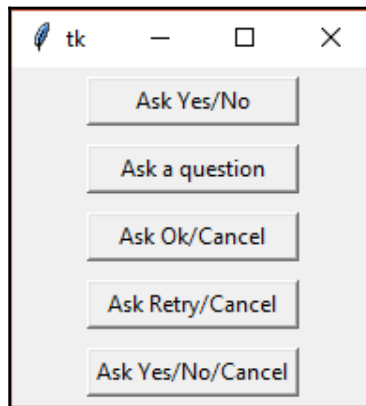 tk
Ask Yes/No
Ask a question
Ask Ok/Cancel
Ask Retry/Cancel
Ask Yes/No/Cancel